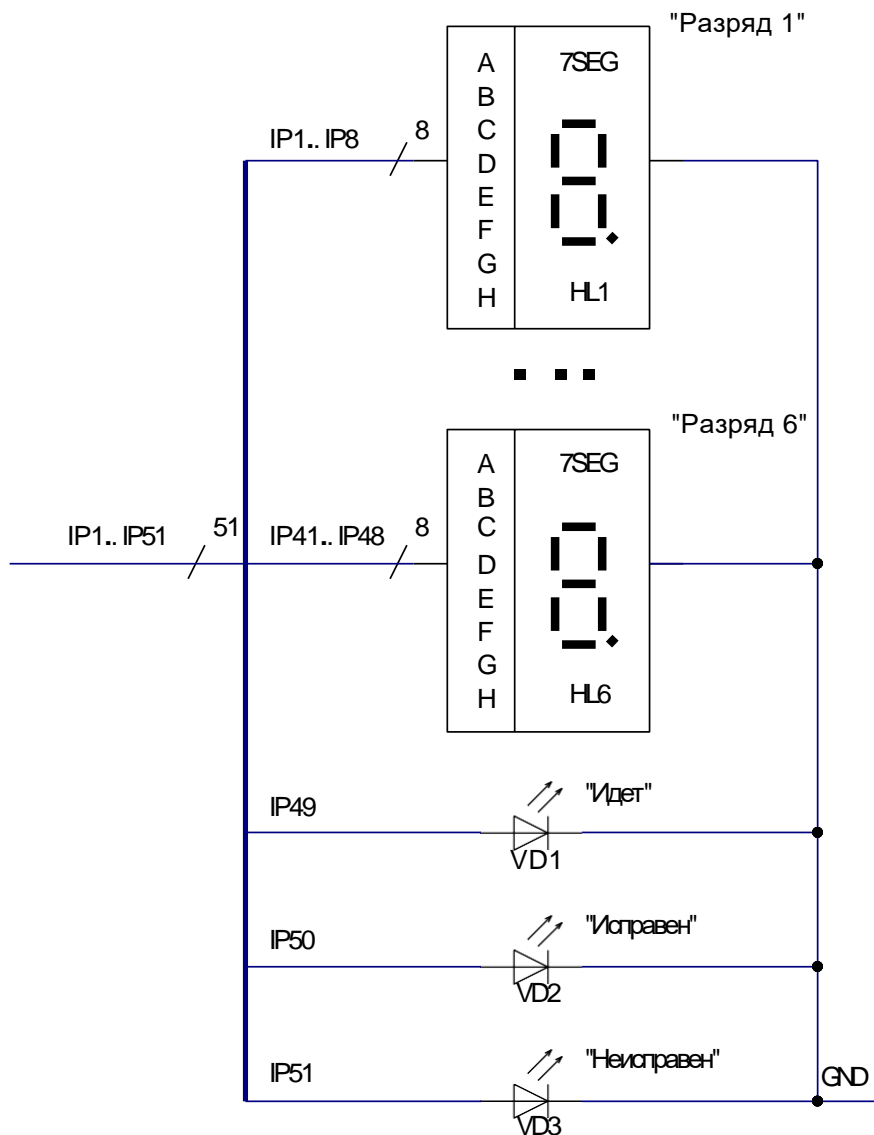 "Разряд 1"
7SEG
A
B
C
D
E
F
G
H
IP1.. IP8
8
HL1
"Разряд 6"
7SEG
A
B
C
D
E
F
G
H
IP1.. IP51
51
IP41.. IP48
8
HL6
IP49
"Идет"
VD1
IP50
"Исправен"
VD2
IP51
"Неисправен"
VD3
GND